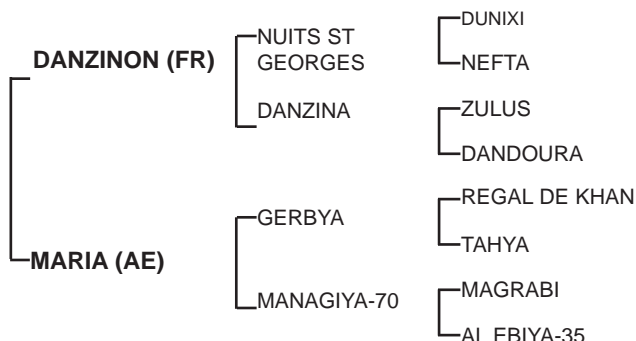 DANZINON (FR)
NUITS ST
GEORGES
DUNIXI
NEFTA
DANZINA
ZULUS
DANDOURA
MARIA (AE)
GERBYA
REGAL DE KHAN
TAHYA
MANAGIYA-70
MAGRABI
AL EBIYA-35